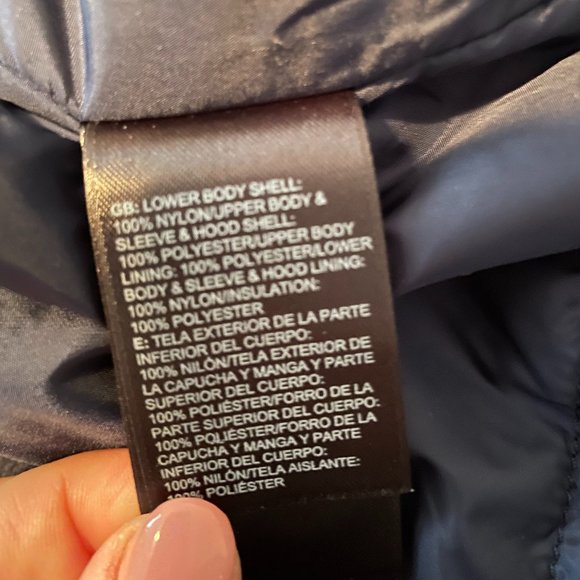 GB: LOWER BODY SHELL:
100% NYLON/UPPER BODY &
SLEEVE & HOOD SHELL:
100% POLYESTER/UPPER BODY
LINING: 100% POLYESTER/LOWER
BODY & SLEEVE & HOOD LINING:
100% NYLON/INSULATION:
100% POLYESTER
E: TELA EXTERIOR DE LA PARTE
INFERIOR DEL CUERPO:
100% NILÓN/TELA EXTERIOR DE
LA CAPUCHA Y MANGA Y PARTE
SUPERIOR DEL CUERPO:
100% POLIÉSTER/FORRO DE LA
PARTE SUPERIOR DEL CUERPO:
100% POLIÉSTER/FORRO DE LA
CAPUCHA Y MANGA Y PARTE
INFERIOR DEL CUERPO:
100% NILÓN/TELA AISLANTE:
100% POLIÉSTER